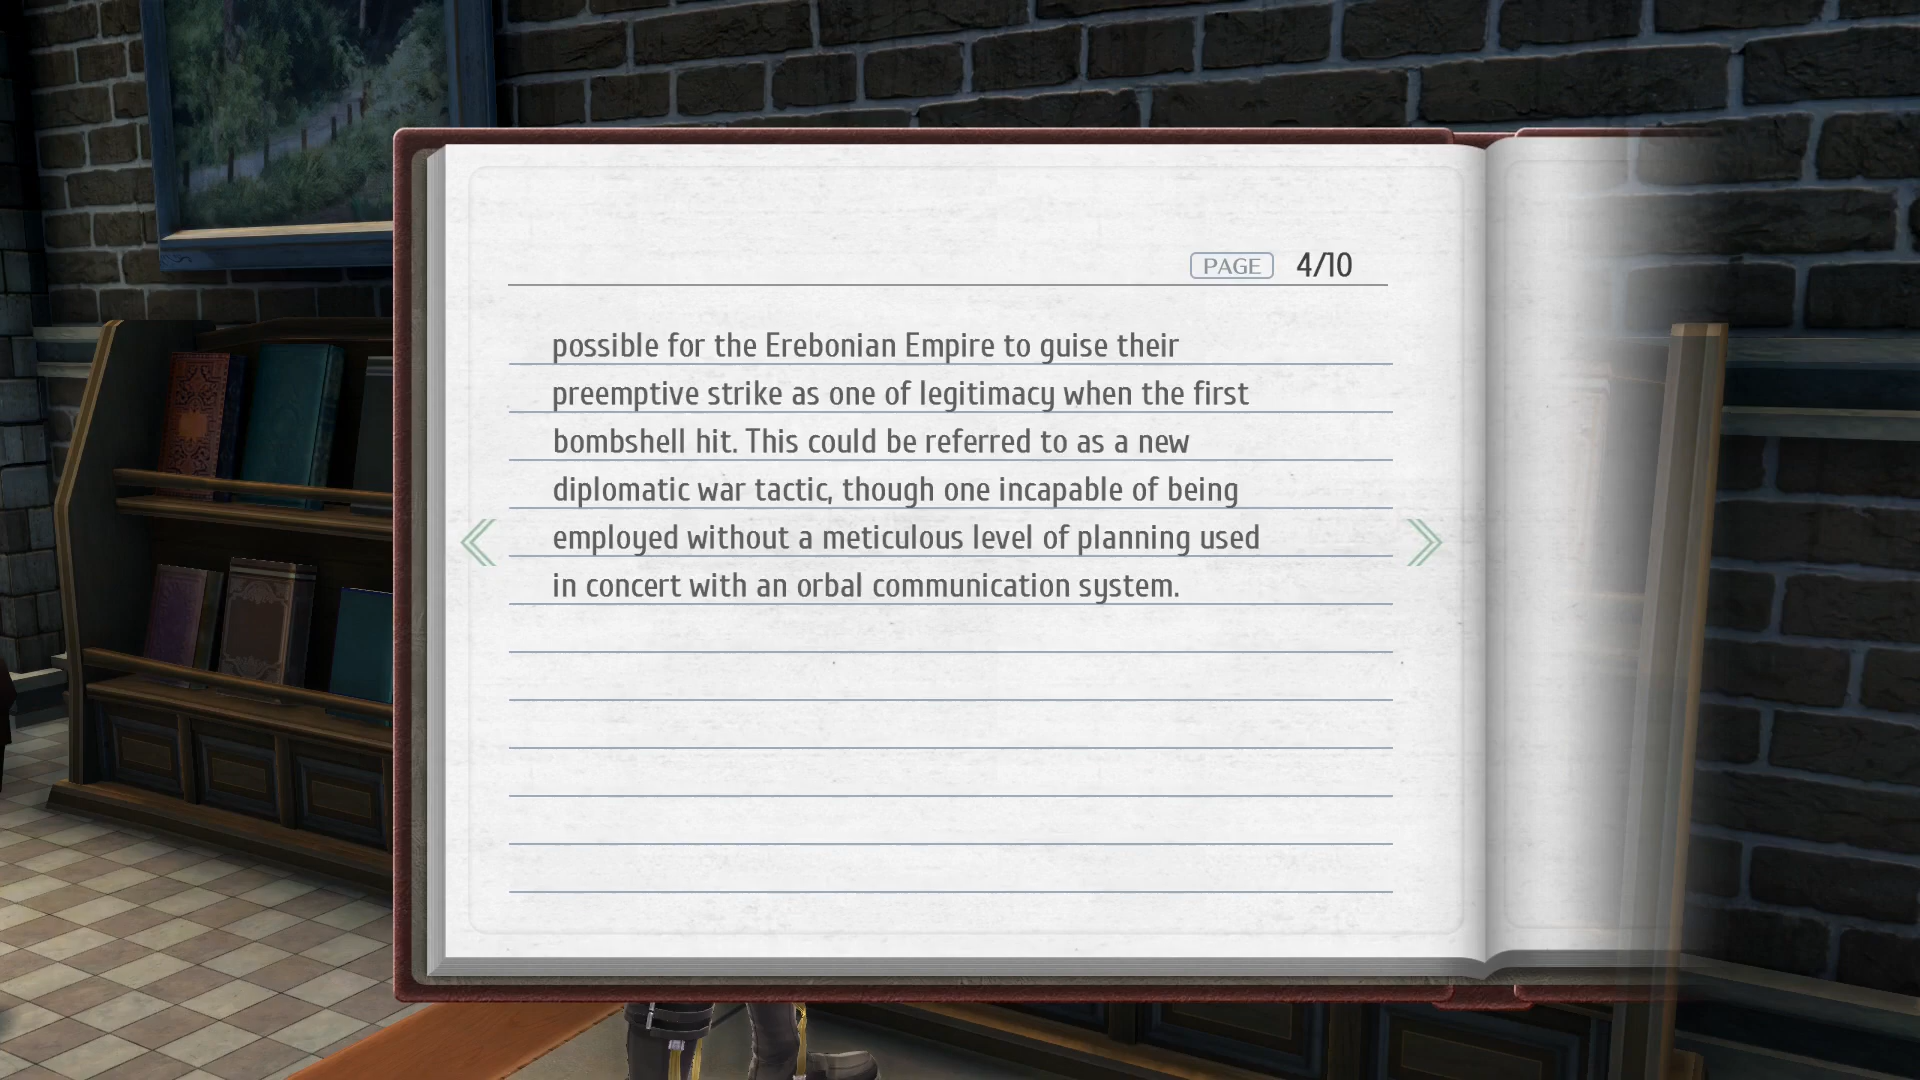 PAGE 4/10
possible for the Erebonian Empire to guise their
preemptive strike as one of legitimacy when the first
bombshell hit. This could be referred to as a new
diplomatic war tactic, though one incapable of being
employed without a meticulous level of planning used
in concert with an orbal communication system.